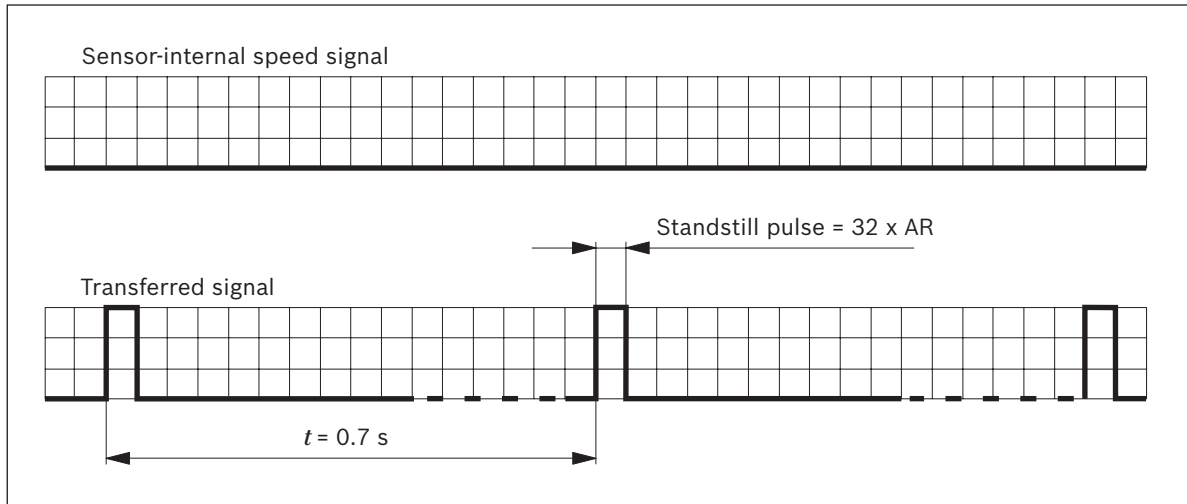 Sensor-internal speed signal
Standstill pulse = 32 x AR
Transferred signal
t = 0.7 s